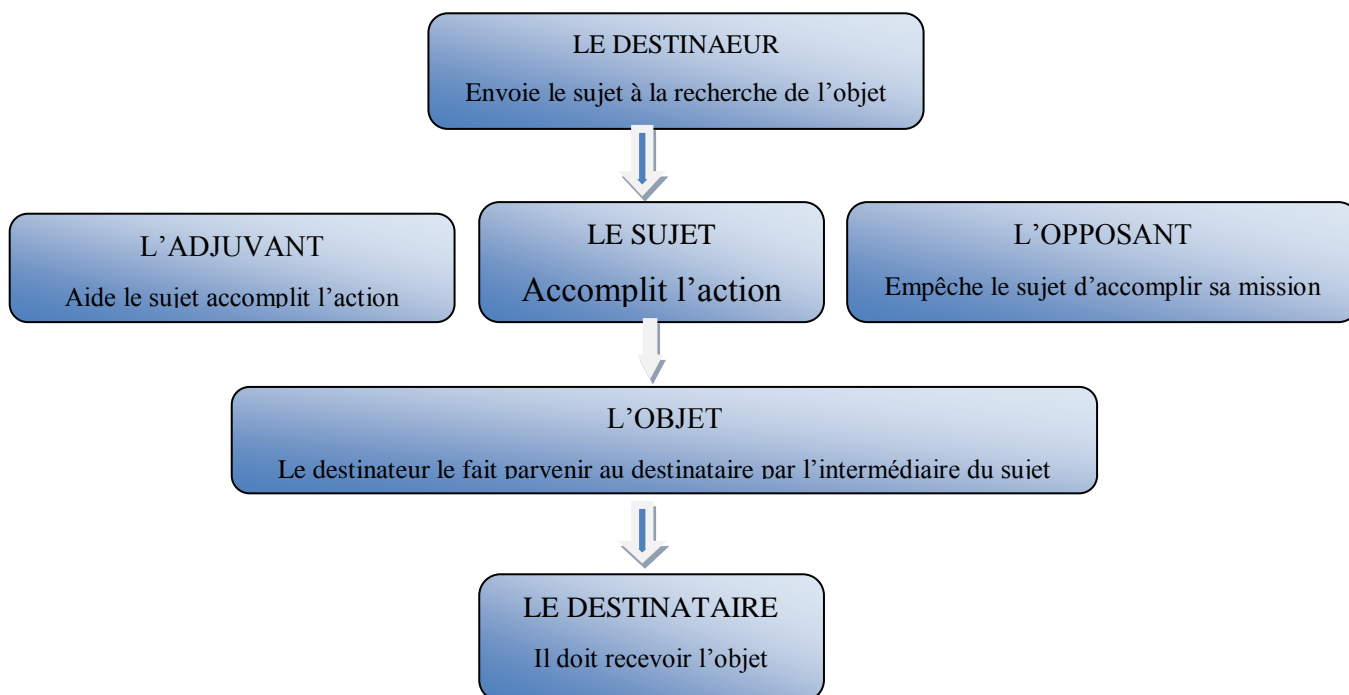 LE DESTINAEUR
Envoie le sujet à la recherche de l’objet
L’ADJUVANT
Aide le sujet accomplit l’action
LE SUJET
Accomplit l’action
L’OPPOSANT
Empêche le sujet d’accomplir sa mission
L’OBJET
Le destinateur le fait parvenir au destinataire par l’intermédiaire du sujet
LE DESTINATAIRE
Il doit recevoir l’objet